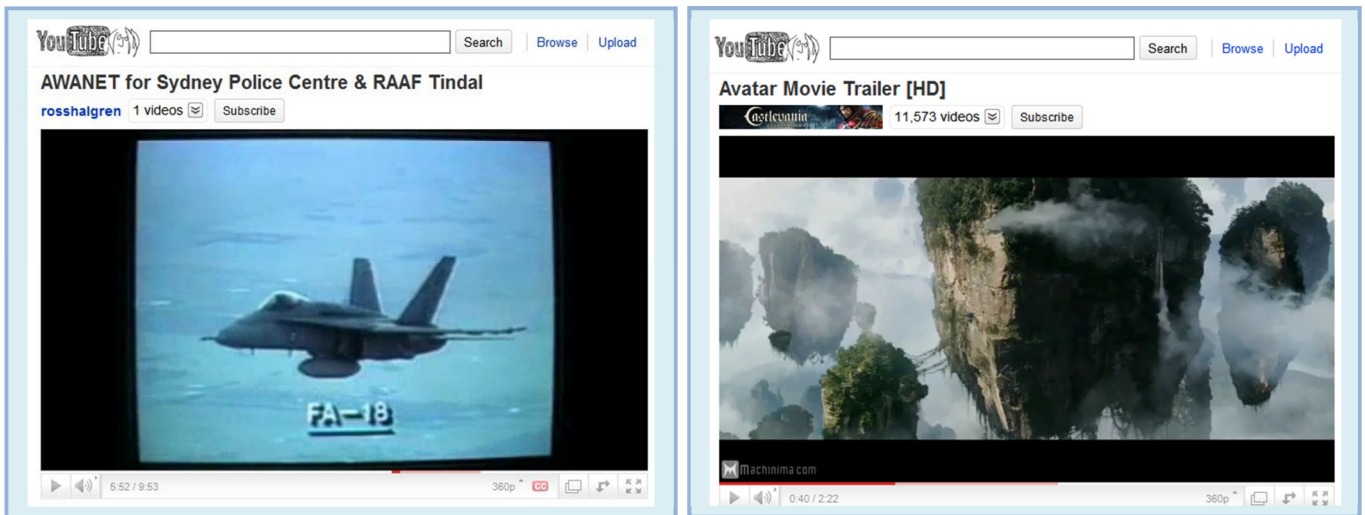 YouTube
Search
Browse
Upload
AWANET for Sydney Police Centre & RAAF Tindal
rosshalgren
1 videos
Subscribe
FA-18
5:52 / 9:53
360p
CC
YouTube
Search
Browse
Upload
Avatar Movie Trailer [HD]
Castlevania
11,573 videos
Subscribe
machinima.com
0:40 / 2:22
360p